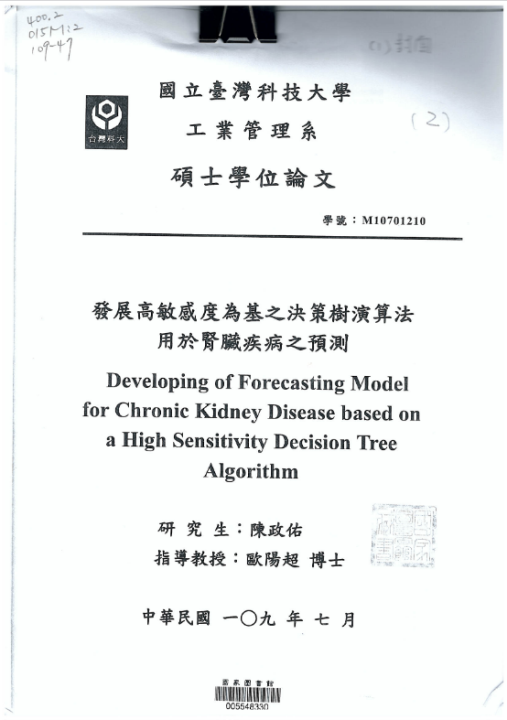 400.2
015M:2
109-47
(1) 封面
(2)
國立臺灣科技大學
工業管理系
台灣科大
碩士學位論文
學號：M10701210
發展高敏感度為基之決策樹演算法
用於腎臟疾病之預測
Developing of Forecasting Model
for Chronic Kidney Disease based on
a High Sensitivity Decision Tree
Algorithm
研 究 生：陳政佑
指導教授：歐陽超 博士
中華民國 一〇九 年 七 月
國家圖書館
005548330